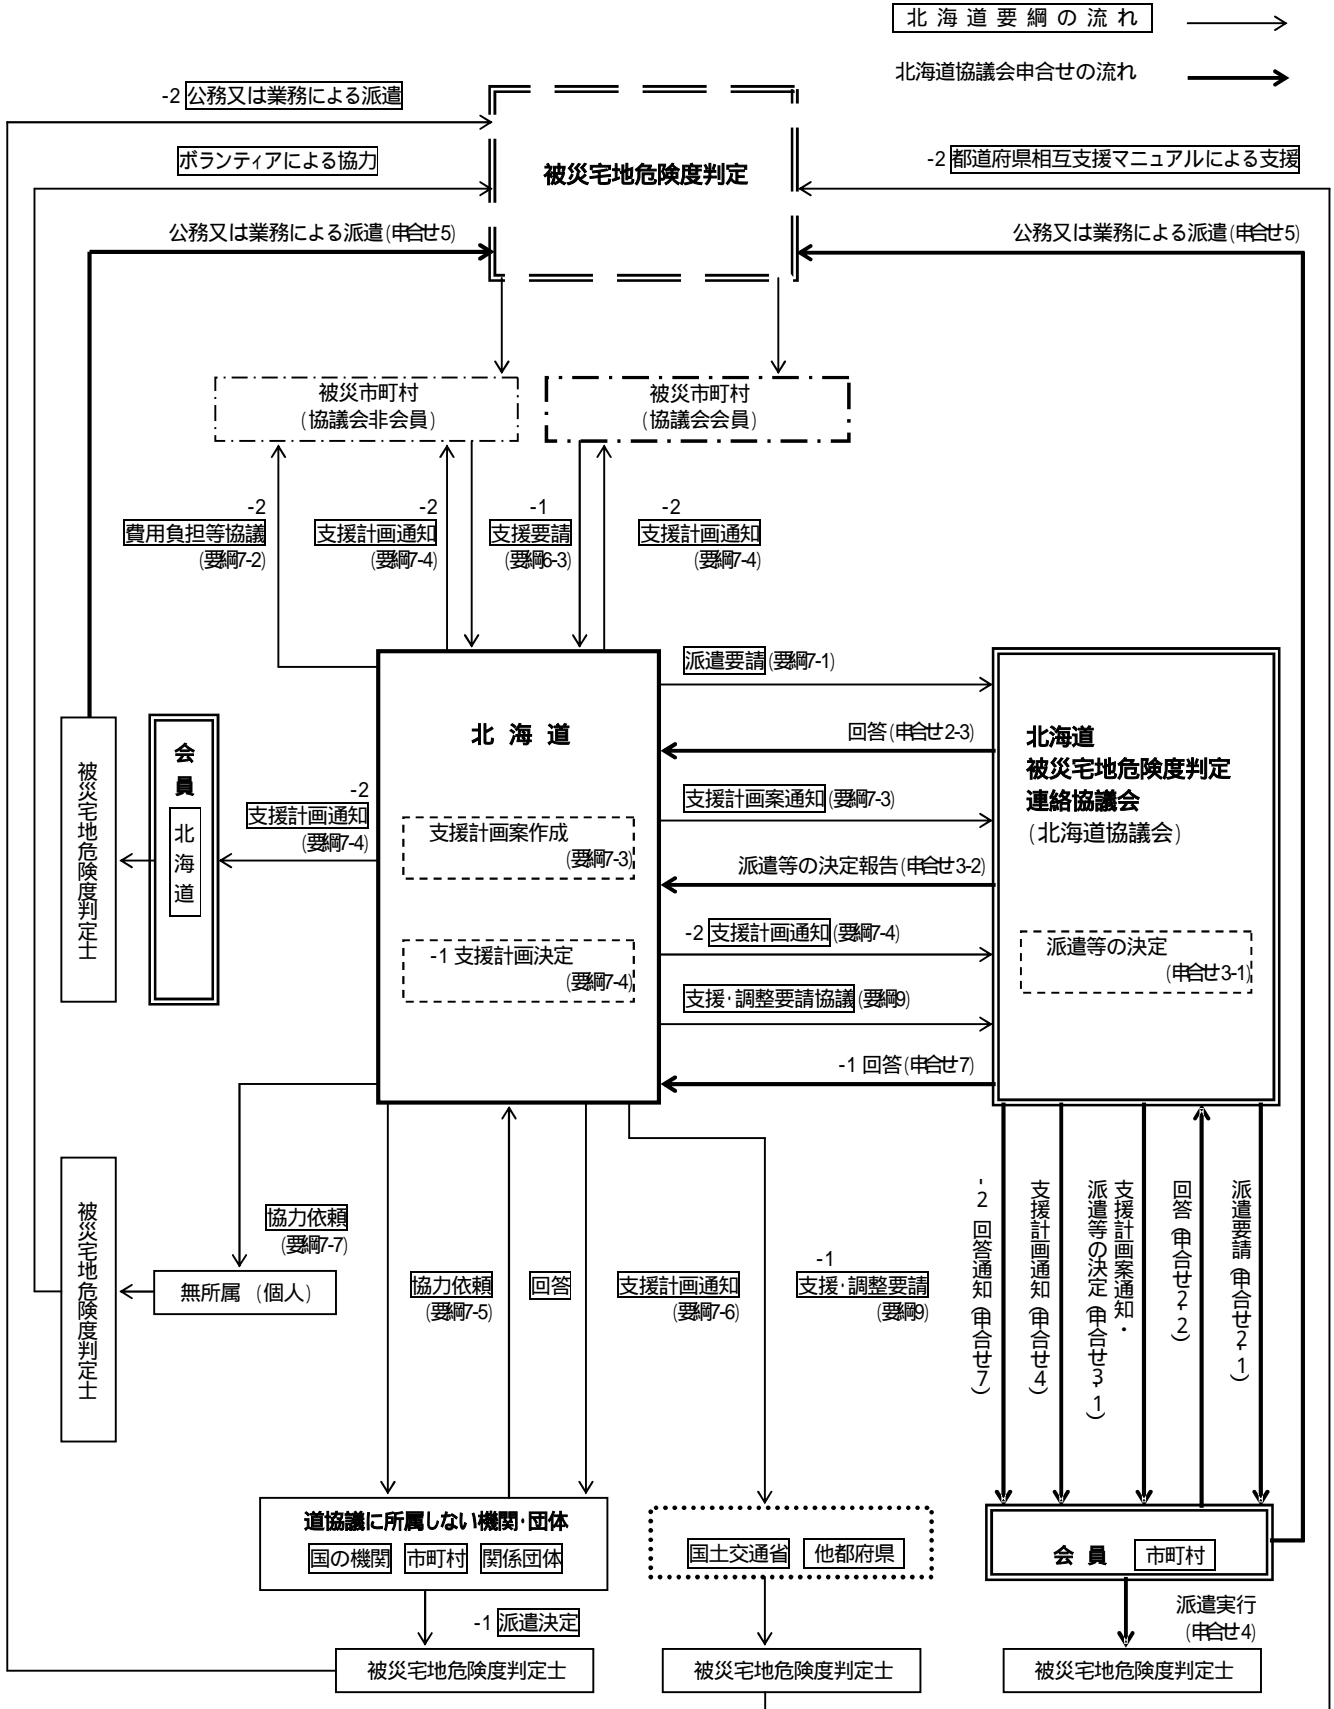 北海道要綱の流れ
北海道協議会申合せの流れ
-2 公務又は業務による派遣
ボランティアによる協力
被災宅地危険度判定
-2 都道府県相互支援マニュアルによる支援
公務又は業務による派遣(申合せ5)
公務又は業務による派遣(申合せ5)
被災市町村
(協議会非会員)
被災市町村
(協議会会員)
-2
費用負担等協議
(要綱7-2)
-2
支援計画通知
(要綱7-4)
-1
支援要請
(要綱6-3)
-2
支援計画通知
(要綱7-4)
派遣要請(要綱7-1)
北海道
回答(申合せ2-3)
北海道
被災宅地危険度判定
連絡協議会
(北海道協議会)
会員
北海道
被災宅地危険度判定士
-2
支援計画通知
(要綱7-4)
支援計画案通知(要綱7-3)
支援計画案作成
(要綱7-3)
派遣等の決定報告(申合せ3-2)
-2 支援計画通知(要綱7-4)
-1 支援計画決定
(要綱7-4)
派遣等の決定
(申合せ3-1)
支援・調整要請協議(要綱9)
-1 回答(申合せ7)
被災宅地危険度判定士
協力依頼
(要綱7-7)
無所属 (個人)
協力依頼
(要綱7-5)
回答
支援計画通知
(要綱7-6)
-1
支援・調整要請
(要綱9)
-2 回答通知(申合せ7)
支援計画通知(申合せ4)
支援計画案通知・
派遣等の決定(申合せ3-1)
回答(申合せ2-2)
派遣要請(申合せ2-1)
道協議に所属しない機関・団体
国の機関 市町村 関係団体
国土交通省 他都府県
会員 市町村
-1 派遣決定
派遣実行
(申合せ4)
被災宅地危険度判定士
被災宅地危険度判定士
被災宅地危険度判定士